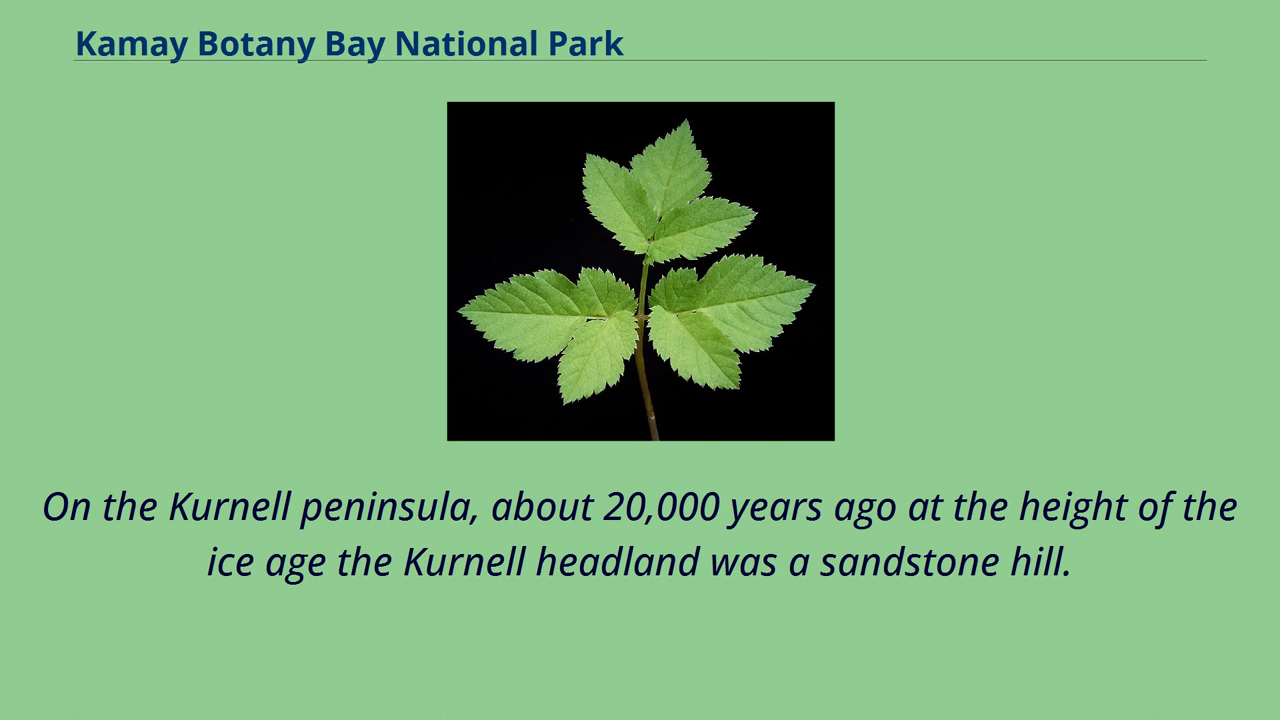 Kamay Botany Bay National Park
On the Kurnell peninsula, about 20,000 years ago at the height of the
ice age the Kurnell headland was a sandstone hill.